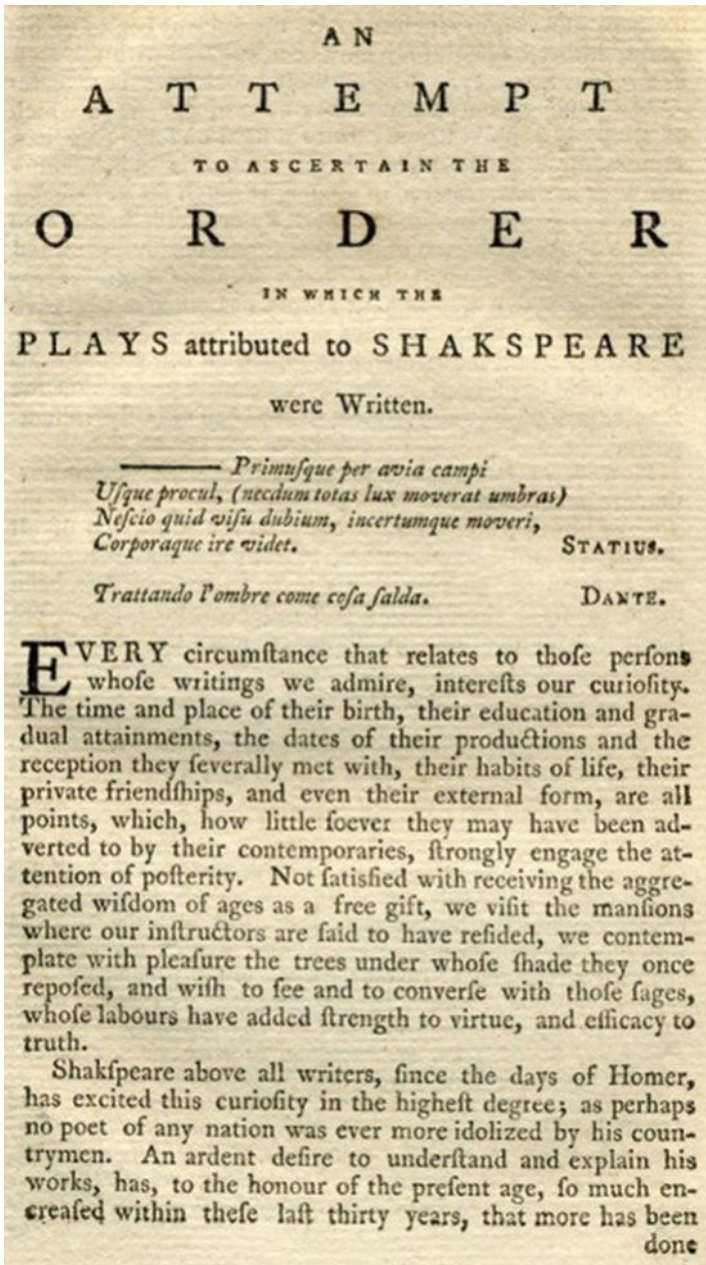 AN
ATTEMPT
TO ASCERTAIN THE
ORDER
IN WHICH THE
PLAYS attributed to SHAKSPEARE
were Written.
——— Primuſque per avia campi
Uſque procul, (necdum totas lux moverat umbras)
Neſcio quid viſu dubium, incertumque moveri,
Corporaque ire videt. STATIUS.
Trattando l'ombre come coſa ſalda. DANTE.
EVERY circumſtance that relates to thoſe perſons
whoſe writings we admire, intereſts our curioſity.
The time and place of their birth, their education and gra-
dual attainments, the dates of their productions and the
reception they ſeverally met with, their habits of life, their
private friendſhips, and even their external form, are all
points, which, how little ſoever they may have been ad-
verted to by their contemporaries, ſtrongly engage the at-
tention of poſterity. Not ſatisfied with receiving the aggre-
gated wiſdom of ages as a free gift, we viſit the manſions
where our inſtructors are ſaid to have reſided, we contem-
plate with pleaſure the trees under whoſe ſhade they once
repoſed, and wiſh to ſee and to converſe with thoſe ſages,
whoſe labours have added ſtrength to virtue, and efficacy to
truth.
Shakſpeare above all writers, ſince the days of Homer,
has excited this curioſity in the higheſt degree; as perhaps
no poet of any nation was ever more idolized by his coun-
trymen. An ardent deſire to underſtand and explain his
works, has, to the honour of the preſent age, ſo much en-
creaſed within theſe laſt thirty years, that more has been
done